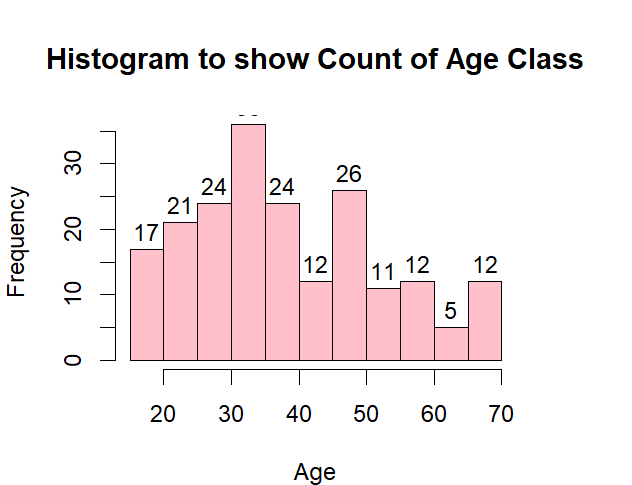 Histogram to show Count of Age Class
Frequency
0 10 20 30
17 21 24 24 12 26 11 12 5 12
20 30 40 50 60 70
Age